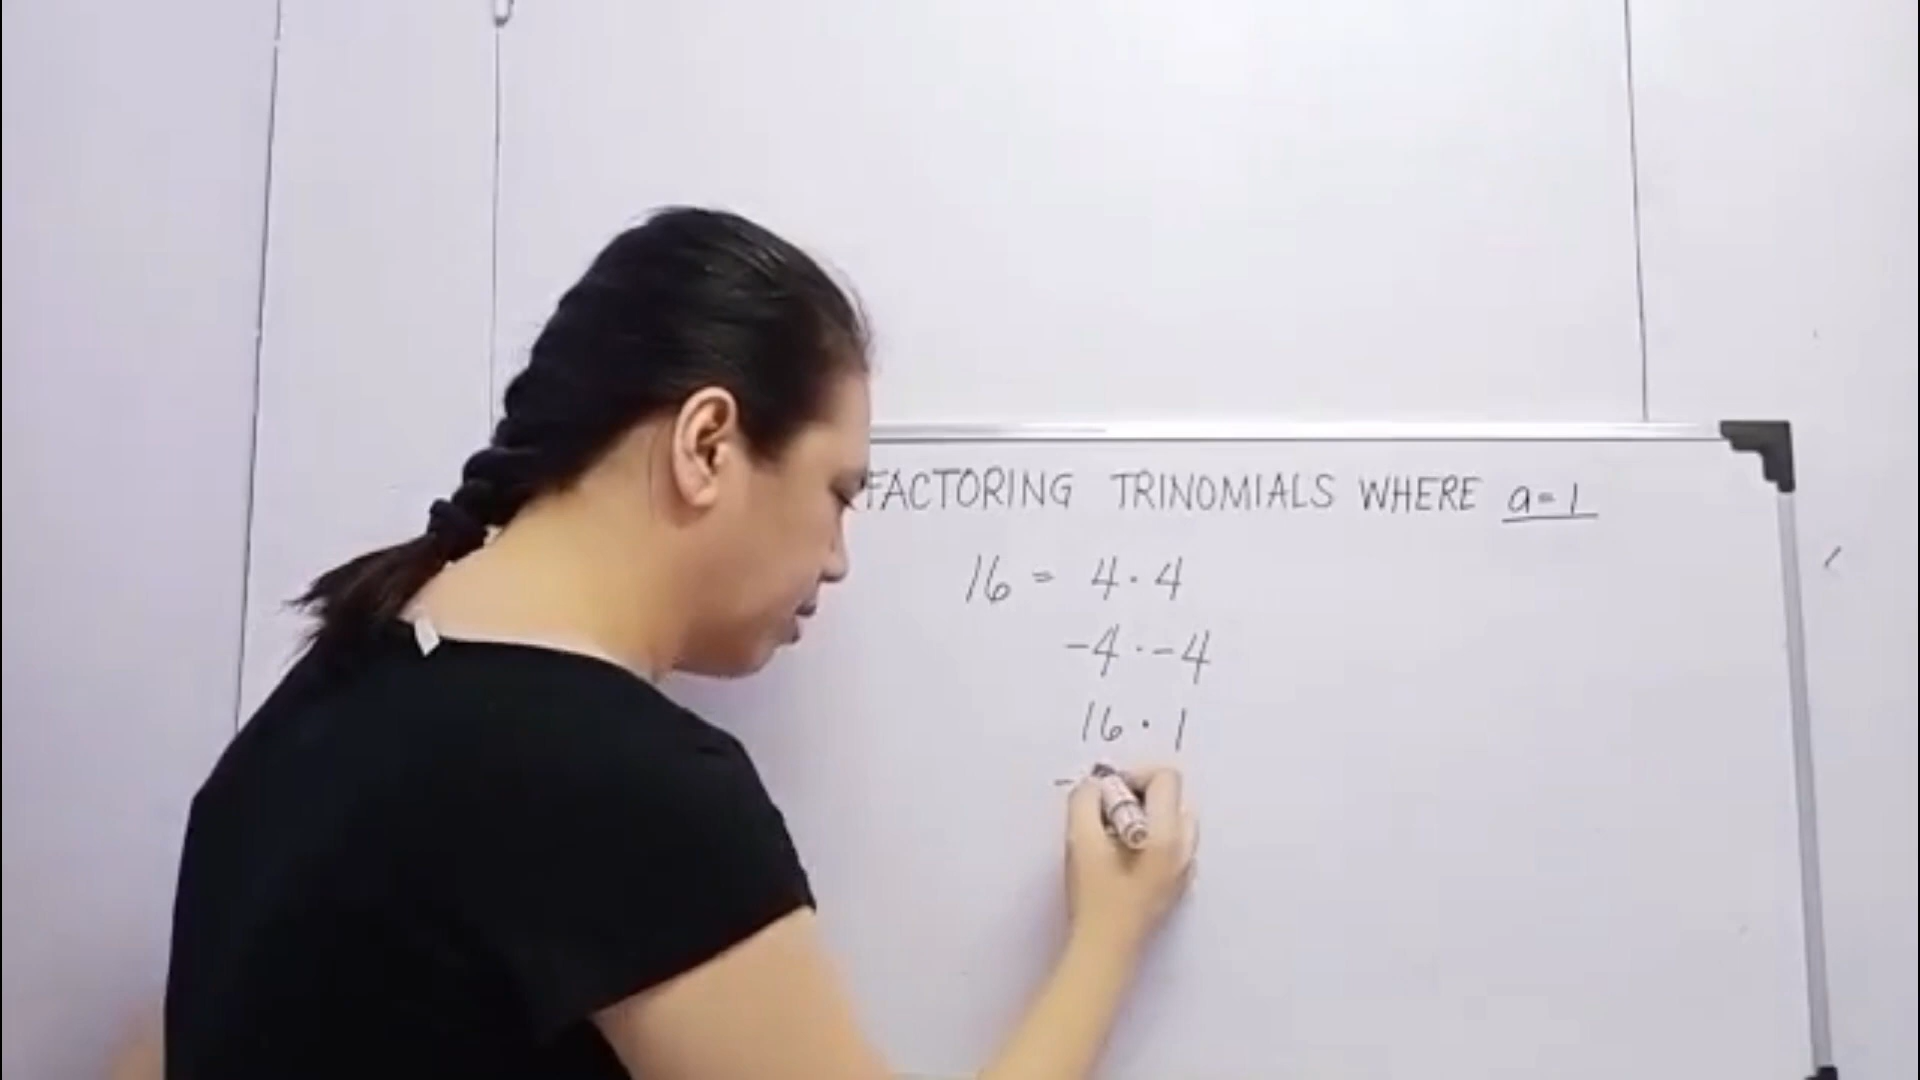 FACTORING TRINOMIALS WHERE a=1
16 = 4 · 4
-4 · -4
16 · 1
-